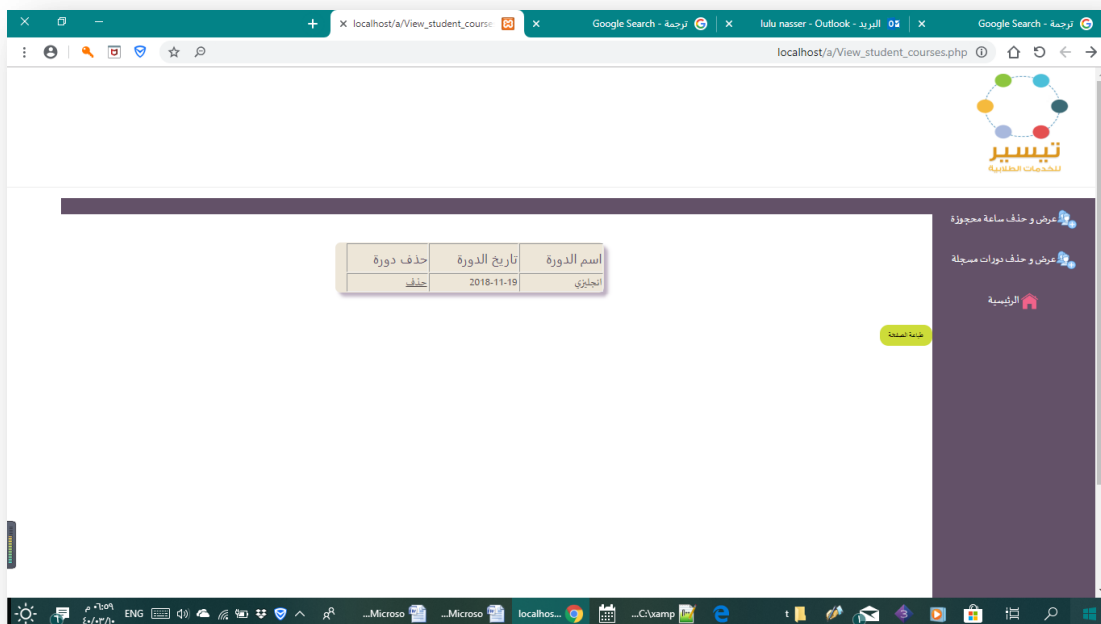 ترجمة - Google Search
lulu nasser - Outlook - البريد
ترجمة - Google Search
localhost/a/View_student_course
localhost/a/View_student_courses.php
تيسير
للخدمات الطلابية
عرض و حذف ساعة محجوزة
عرض و حذف دورات مسجلة
الرئيسية
اسم الدورة تاريخ الدورة حذف دورة
انجليزي 2018-11-19 حذف
طباعة الصفحة
t
C:\xamp...
localhos...
Microso...
Microso...
ENG
٠٦:٠٩ م